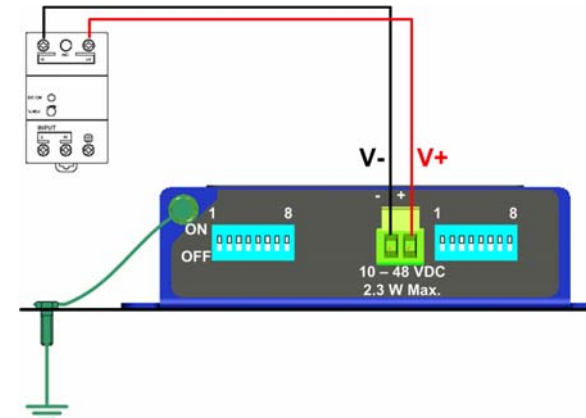 INPUT
V-
V+
- +
1 8
1 8
ON
OFF
10 – 48 VDC
2.3 W Max.